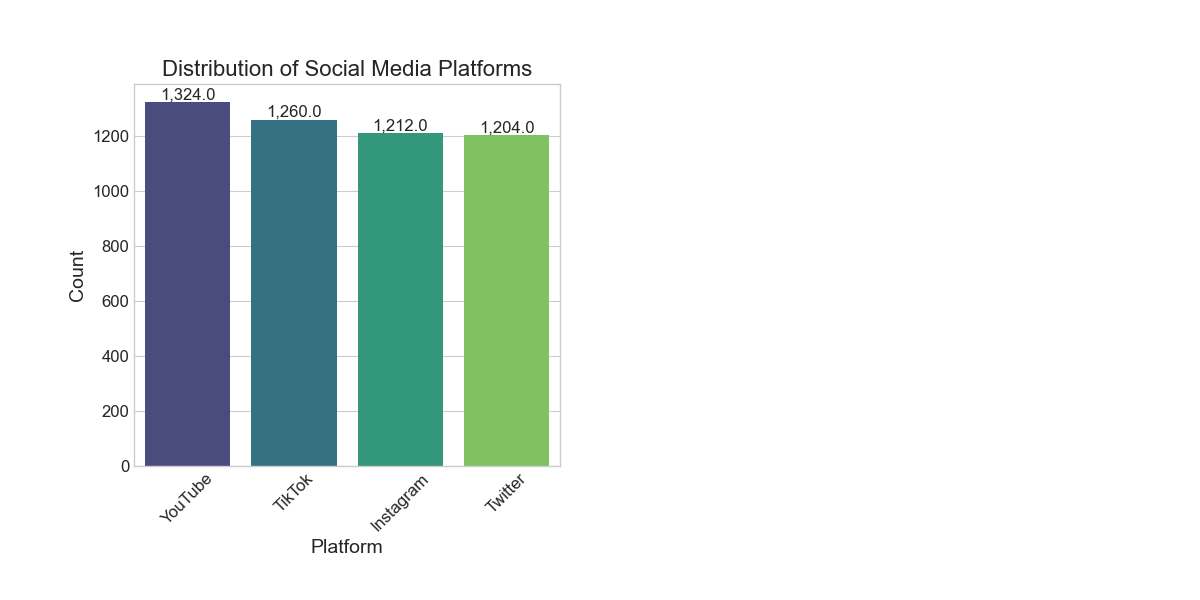 Distribution of Social Media Platforms
1,324.0
1,260.0
1,212.0
1,204.0
1200
1000
800
600
400
200
0
Count
YouTube
TikTok
Instagram
Twitter
Platform